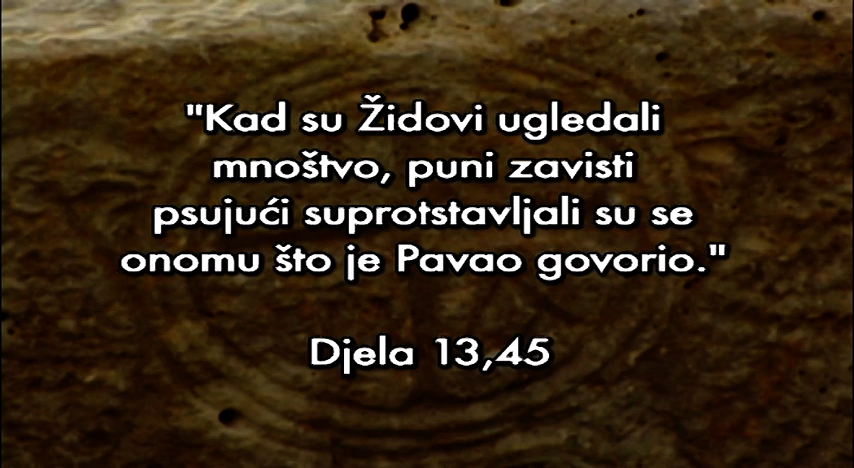 "Kad su Židovi ugledali
mnoštvo, puni zavisti
psujući suprotstavljali su se
onomu što je Pavao govorio."
Djela 13,45